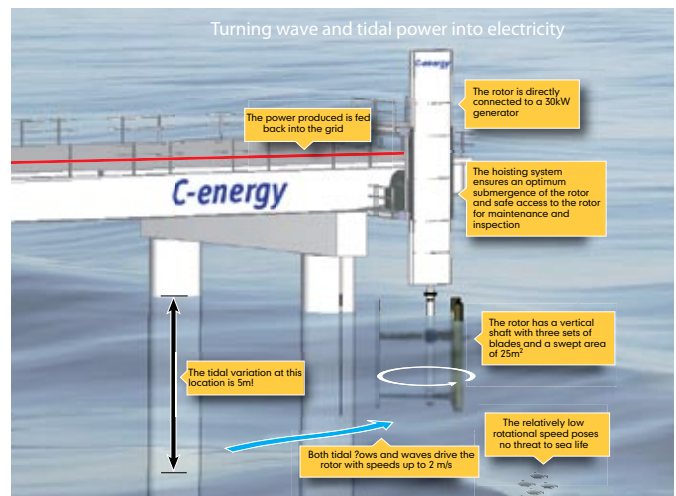 Turning wave and tidal power into electricity
C-energy
The rotor is directly
connected to a 30kW
generator
The power produced is fed
back into the grid
The hoisting system
ensures an optimum
submergence of the rotor
and safe access to the rotor
for maintenance and
inspection
C-energy
The rotor has a vertical
shaft with three sets of
blades and a swept area
of 25m²
The tidal variation at this
location is 5m!
The relatively low
rotational speed poses
no threat to sea life
Both tidal ?ows and waves drive the
rotor with speeds up to 2 m/s